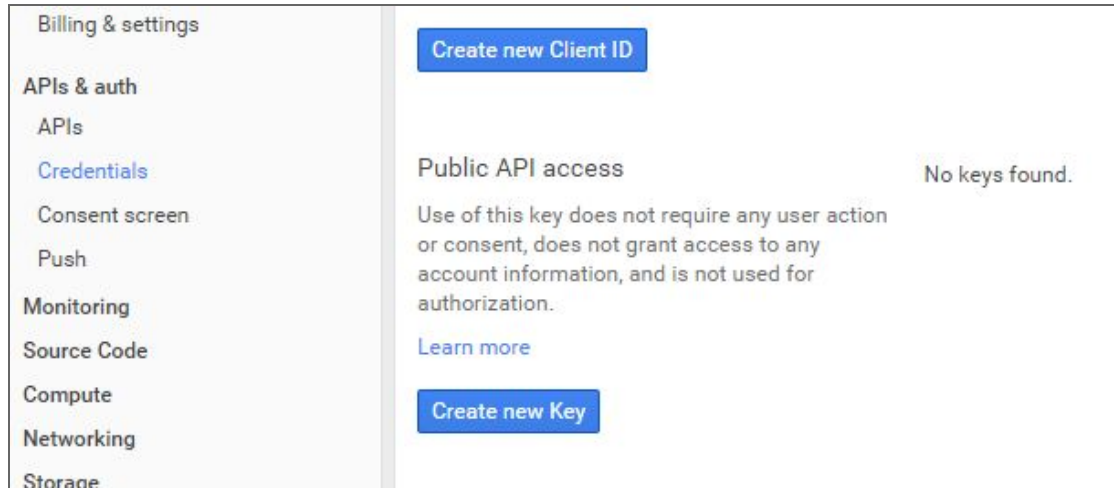 Billing & settings
APIs & auth
APIs
Credentials
Consent screen
Push
Monitoring
Source Code
Compute
Networking
Storage
Create new Client ID
Public API access
No keys found.
Use of this key does not require any user action
or consent, does not grant access to any
account information, and is not used for
authorization.
Learn more
Create new Key